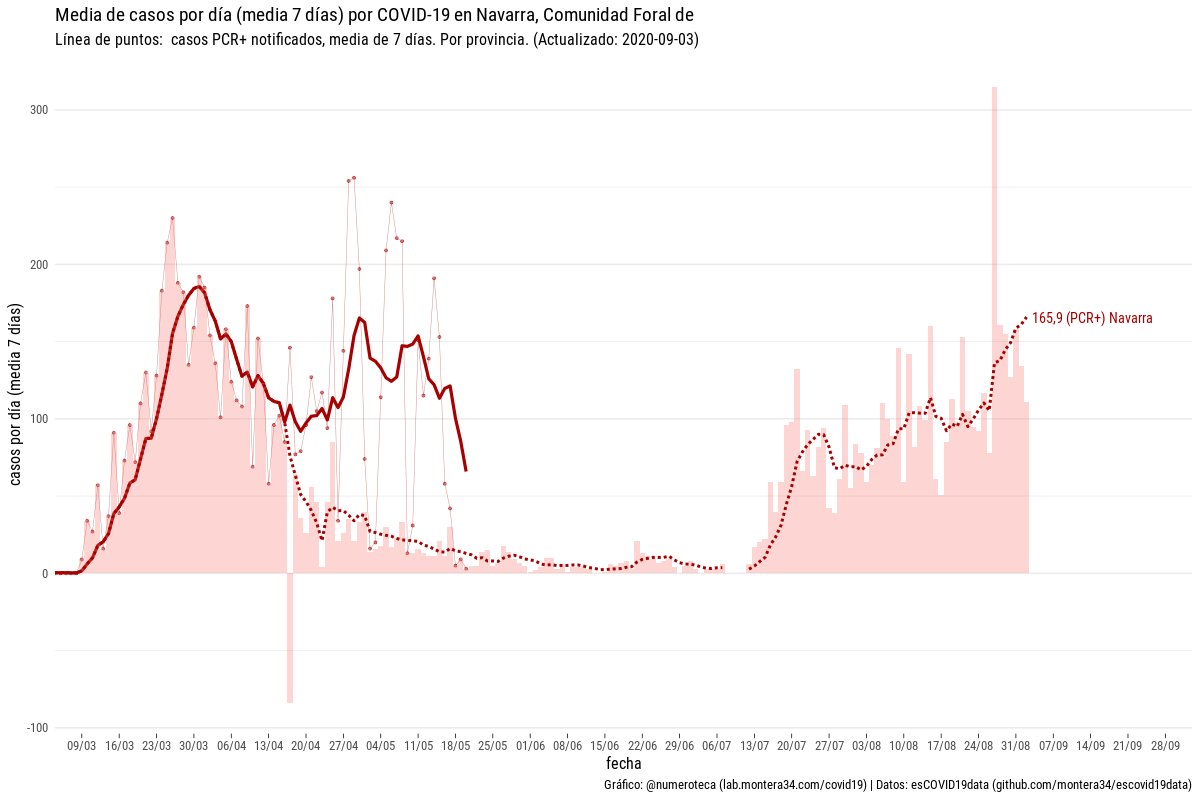 Media de casos por día (media 7 días) por COVID-19 en Navarra, Comunidad Foral de
Línea de puntos:  casos PCR+ notificados, media de 7 días. Por provincia. (Actualizado: 2020-09-03)
casos por día (media 7 días)
300
200
100
0
-100
165,9 (PCR+) Navarra
09/03 16/03 23/03 30/03 06/04 13/04 20/04 27/04 04/05 11/05 18/05 25/05 01/06 08/06 15/06 22/06 29/06 06/07 13/07 20/07 27/07 03/08 10/08 17/08 24/08 31/08 07/09 14/09 21/09 28/09
fecha
Gráfico: @numeroteca (lab.montera34.com/covid19) | Datos: esCOVID19data (github.com/montera34/escovid19data)